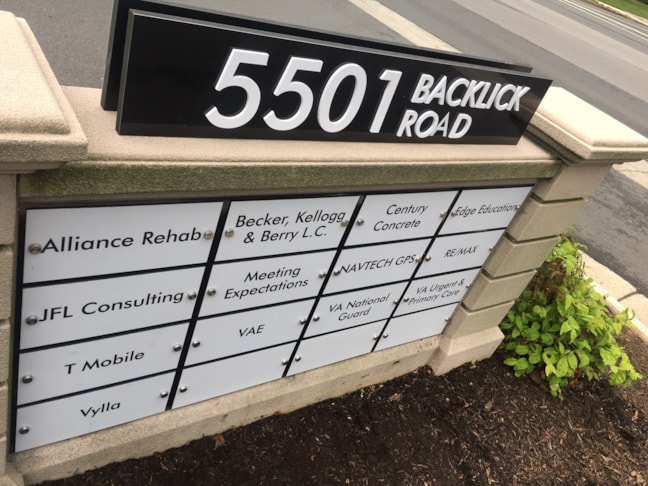 5501 BACKLICK
ROAD
Alliance Rehab
JFL Consulting
T Mobile
Vylla
Becker, Kellogg
& Berry L.C.
Meeting
Expectations
VAE
Century
Concrete
NAVTECH GPS
VA National
Guard
Edge Education
RE/MAX
VA Urgent &
Primary Care